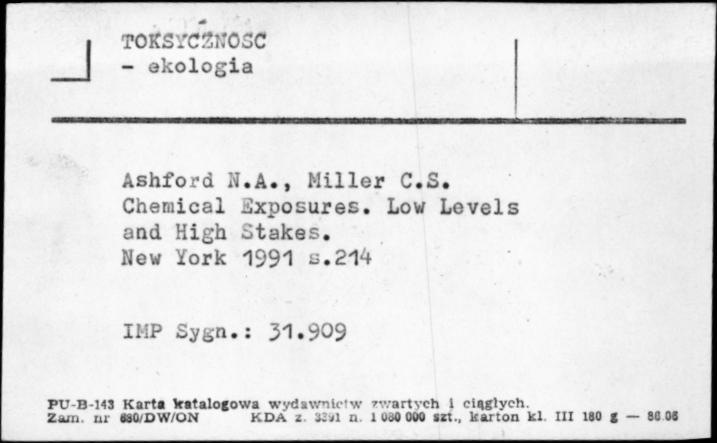 TOKSYCZNOŚĆ
- ekologia
Ashford N.A., Miller C.S.
Chemical Exposures. Low Levels
and High Stakes.
New York 1991 s.214
IMP Sygn.: 31.909
PU-B-143 Karta katalogowa wydawnictw zwartych i ciągłych.
Zam. nr 680/DW/ON KDA z. 3391 n. 1 080 000 szt., karton kl. III 180 g — 86.06